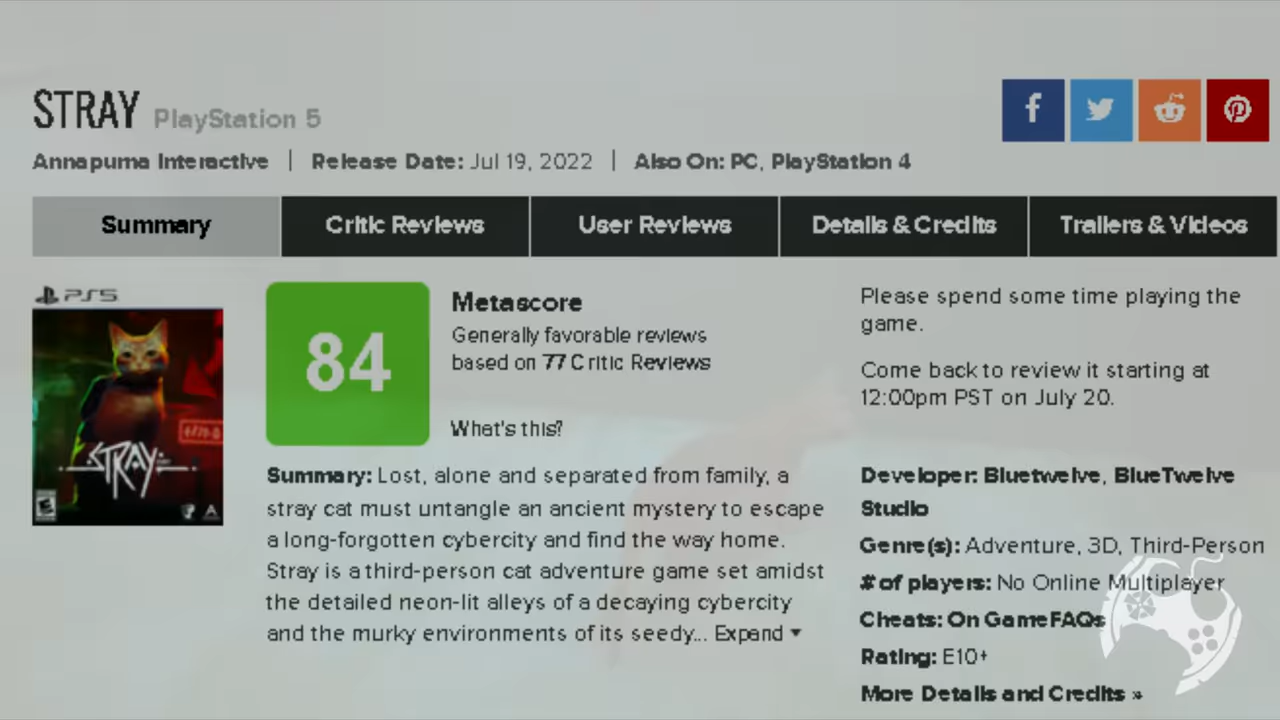 STRAY PlayStation 5
Annapurna Interactive | Release Date: Jul 19, 2022 | Also On: PC, PlayStation 4
Summary
Critic Reviews
User Reviews
Details & Credits
Trailers & Videos
PS5
STRAY
84
Metascore
Generally favorable reviews
based on 77 Critic Reviews
What's this?
Summary: Lost, alone and separated from family, a
stray cat must untangle an ancient mystery to escape
a long-forgotten cybercity and find the way home.
Stray is a third-person cat adventure game set amidst
the detailed neon-lit alleys of a decaying cybercity
and the murky environments of its seedy... Expand
Please spend some time playing the
game.
Come back to review it starting at
12:00pm PST on July 20.
Developer: Bluetwelve, BlueTwelve
Studio
Genre(s): Adventure, 3D, Third-Person
# of players: No Online Multiplayer
Cheats: On GameFAQs
Rating: E10+
More Details and Credits »